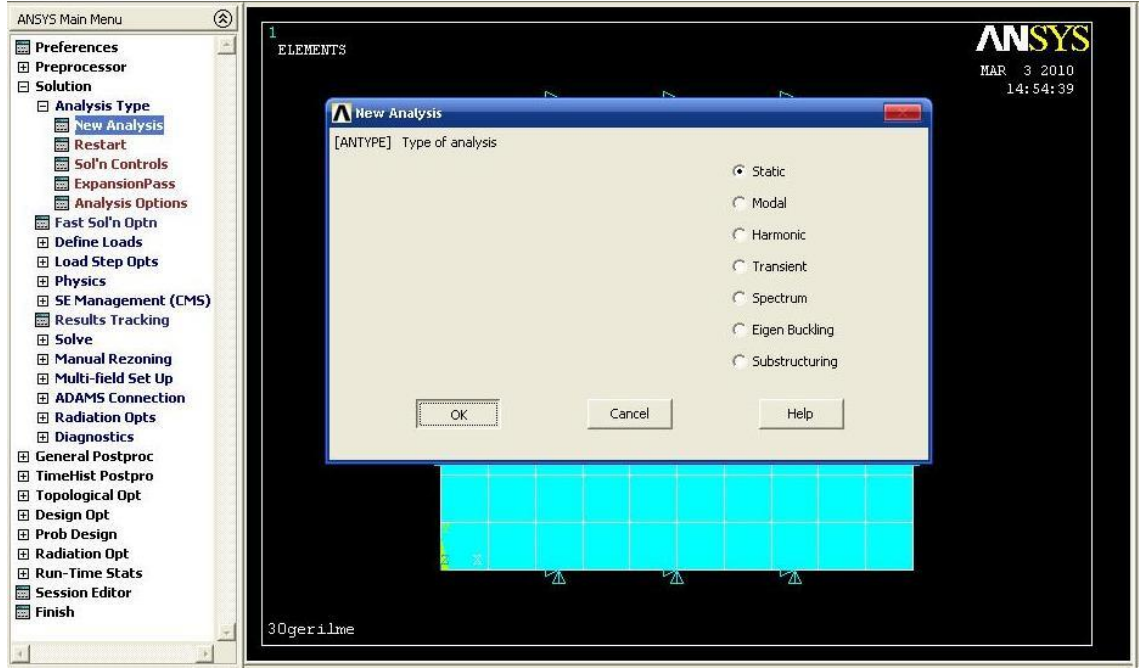 ANSYS Main Menu
Preferences
Preprocessor
Solution
Analysis Type
New Analysis
Restart
Sol'n Controls
ExpansionPass
Analysis Options
Fast Sol'n Optn
Define Loads
Load Step Opts
Physics
SE Management (CMS)
Results Tracking
Solve
Manual Rezoning
Multi-field Set Up
ADAMS Connection
Radiation Opts
Diagnostics
General Postproc
TimeHist Postpro
Topological Opt
Design Opt
Prob Design
Radiation Opt
Run-Time Stats
Session Editor
Finish
1
ELEMENTS
ANSYS
MAR 3 2010
14:54:39
New Analysis
[ANTYPE] Type of analysis
Static
Modal
Harmonic
Transient
Spectrum
Eigen Buckling
Substructuring
OK
Cancel
Help
Z X
30gerilme